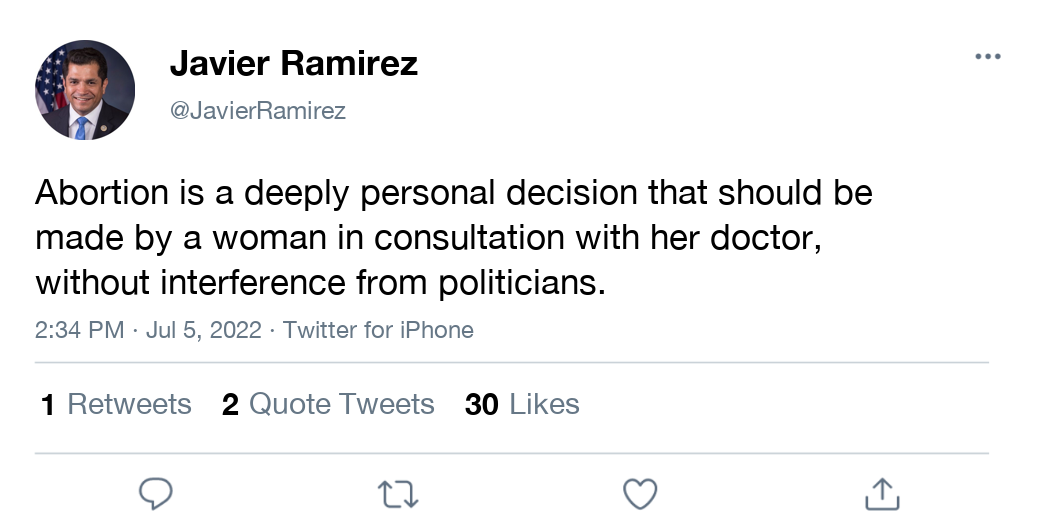 Javier Ramirez
@JavierRamirez
Abortion is a deeply personal decision that should be
made by a woman in consultation with her doctor,
without interference from politicians.
2:34 PM · Jul 5, 2022 · Twitter for iPhone
1 Retweets 2 Quote Tweets 30 Likes